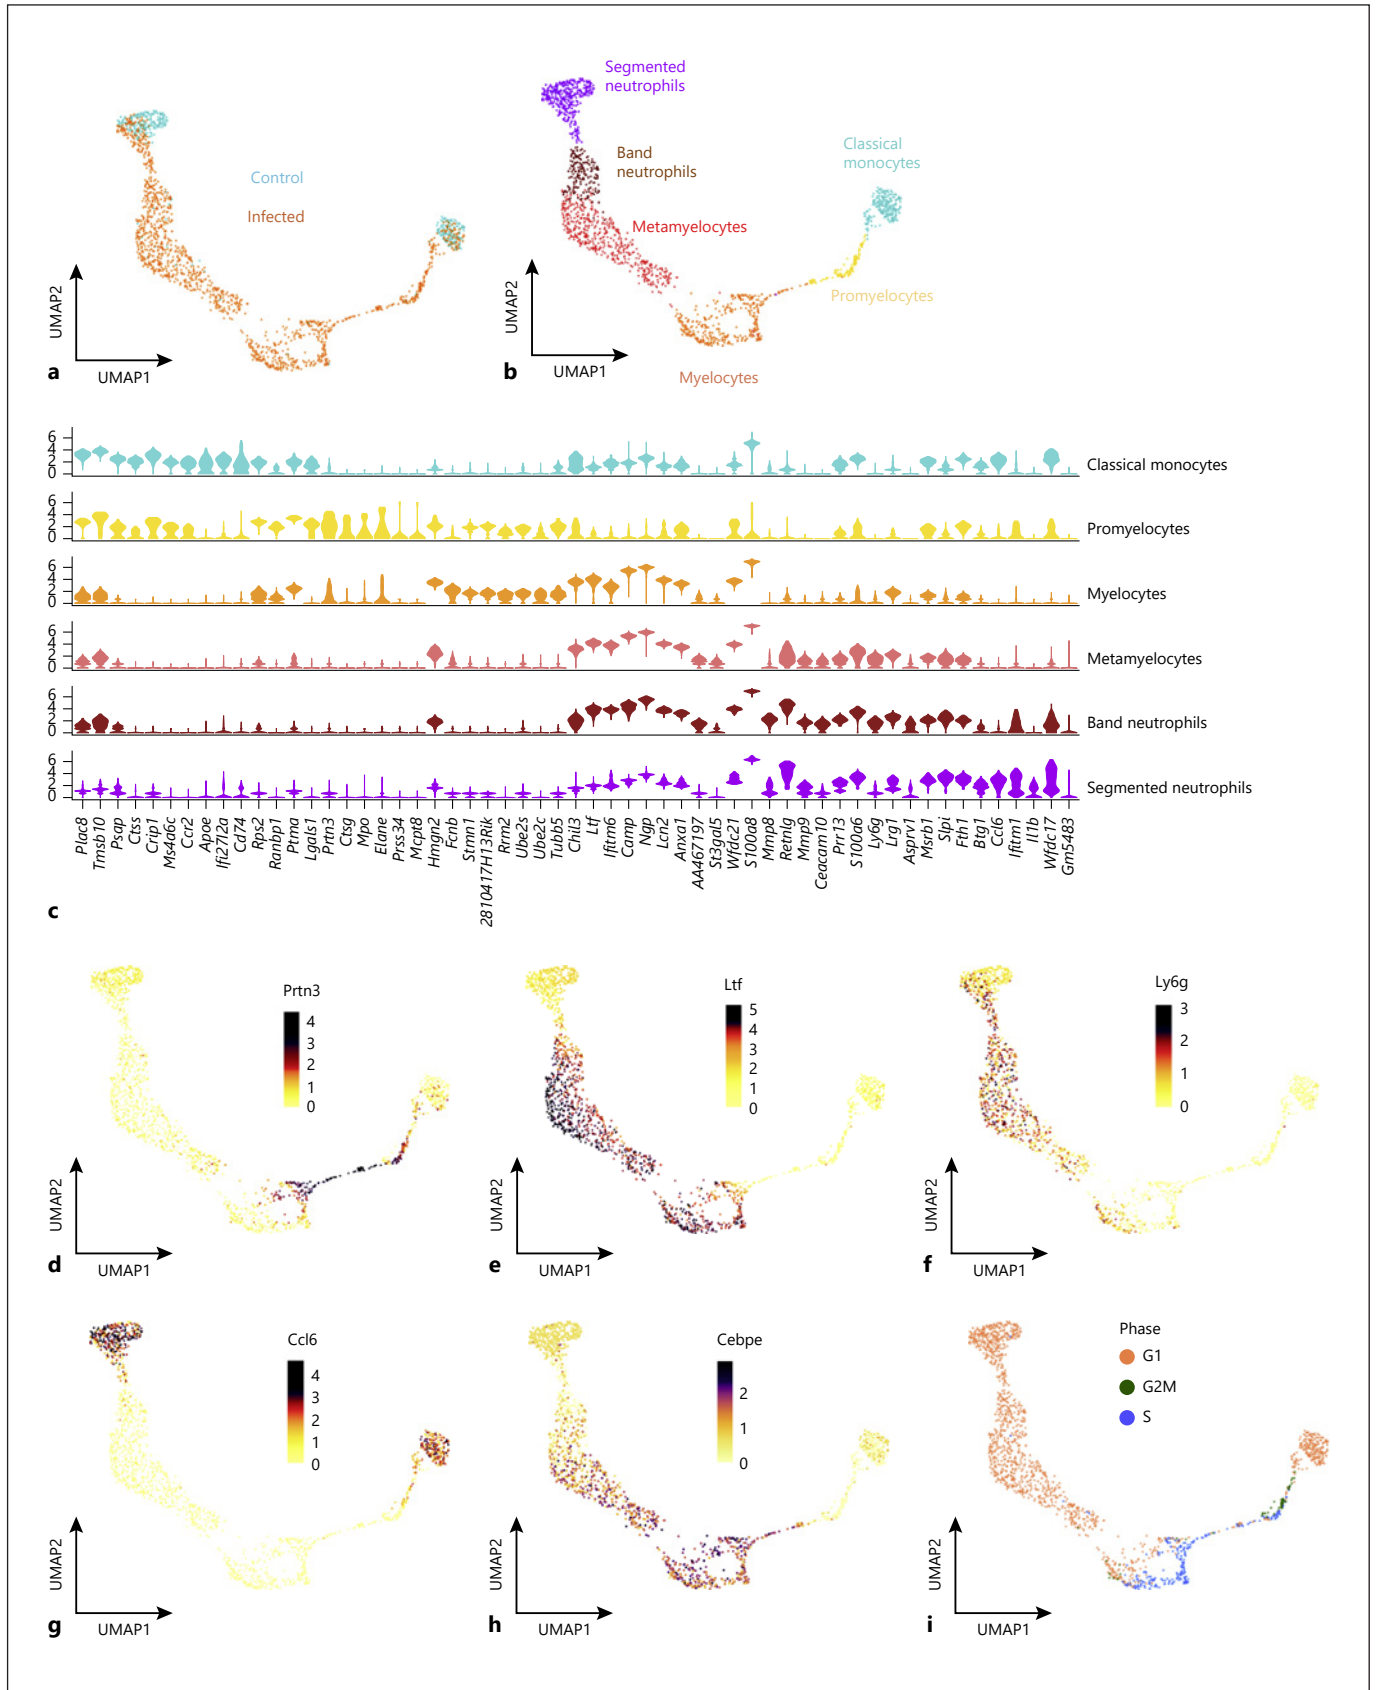 Control
Infected
UMAP2
UMAP1
a
Segmented
neutrophils
Band
neutrophils
Metamyelocytes
Classical
monocytes
Promyelocytes
Myelocytes
UMAP2
UMAP1
b
6
4
2
0
Classical monocytes
6
4
2
0
Promyelocytes
6
4
2
0
Myelocytes
6
4
2
0
Metamyelocytes
6
4
2
0
Band neutrophils
6
4
2
0
Segmented neutrophils
Plac8
Tmsb10
Psap
Ctss
Crip1
Ms4a6c
Ccr2
Apoe
Ifi27l2a
Cd74
Rps2
Ranbp1
Ptma
Lgals1
Prtn3
Ctsg
Mpo
Elane
Prss34
Mcpt8
Hmgn2
Fcnb
Stmn1
2810417H13Rik
Rrm2
Ube2s
Ube2c
Tubb5
Chil3
Ltf
Ifitm6
Camp
Ngp
Lcn2
Anxa1
AA467197
St3gal5
Wfdc21
S100a8
Mmp8
Retnlg
Mmp9
Ceacam10
Prr13
S100a6
Ly6g
Lrg1
Asprv1
Msrb1
Slpi
Fth1
Btg1
Ccl6
Ifitm1
Il1b
Wfdc17
Gm5483
c
Prtn3
4
3
2
1
0
UMAP2
UMAP1
d
Ltf
5
4
3
2
1
0
UMAP2
UMAP1
e
Ly6g
3
2
1
0
UMAP2
UMAP1
f
Ccl6
4
3
2
1
0
UMAP2
UMAP1
g
Cebpe
2
1
0
UMAP2
UMAP1
h
Phase
G1
G2M
S
UMAP2
UMAP1
i